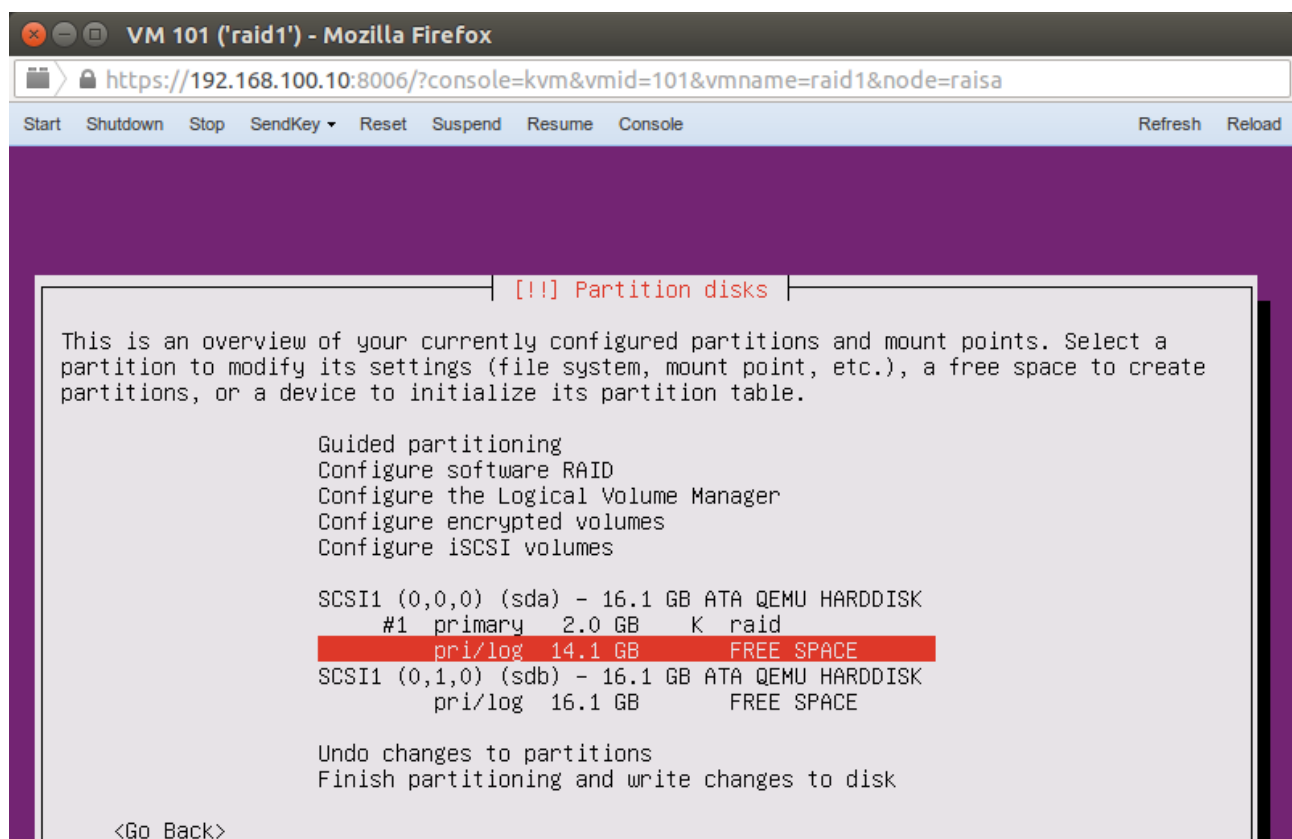 VM 101 ('raid1') - Mozilla Firefox
https://192.168.100.10:8006/?console=kvm&vmid=101&vmname=raid1&node=raisa
Start Shutdown Stop SendKey Reset Suspend Resume Console Refresh Reload
[!!] Partition disks
This is an overview of your currently configured partitions and mount points. Select a
partition to modify its settings (file system, mount point, etc.), a free space to create
partitions, or a device to initialize its partition table.
Guided partitioning
Configure software RAID
Configure the Logical Volume Manager
Configure encrypted volumes
Configure iSCSI volumes
SCSI1 (0,0,0) (sda) - 16.1 GB ATA QEMU HARDDISK
#1 primary 2.0 GB K raid
pri/log 14.1 GB FREE SPACE
SCSI1 (0,1,0) (sdb) - 16.1 GB ATA QEMU HARDDISK
pri/log 16.1 GB FREE SPACE
Undo changes to partitions
Finish partitioning and write changes to disk
<Go Back>